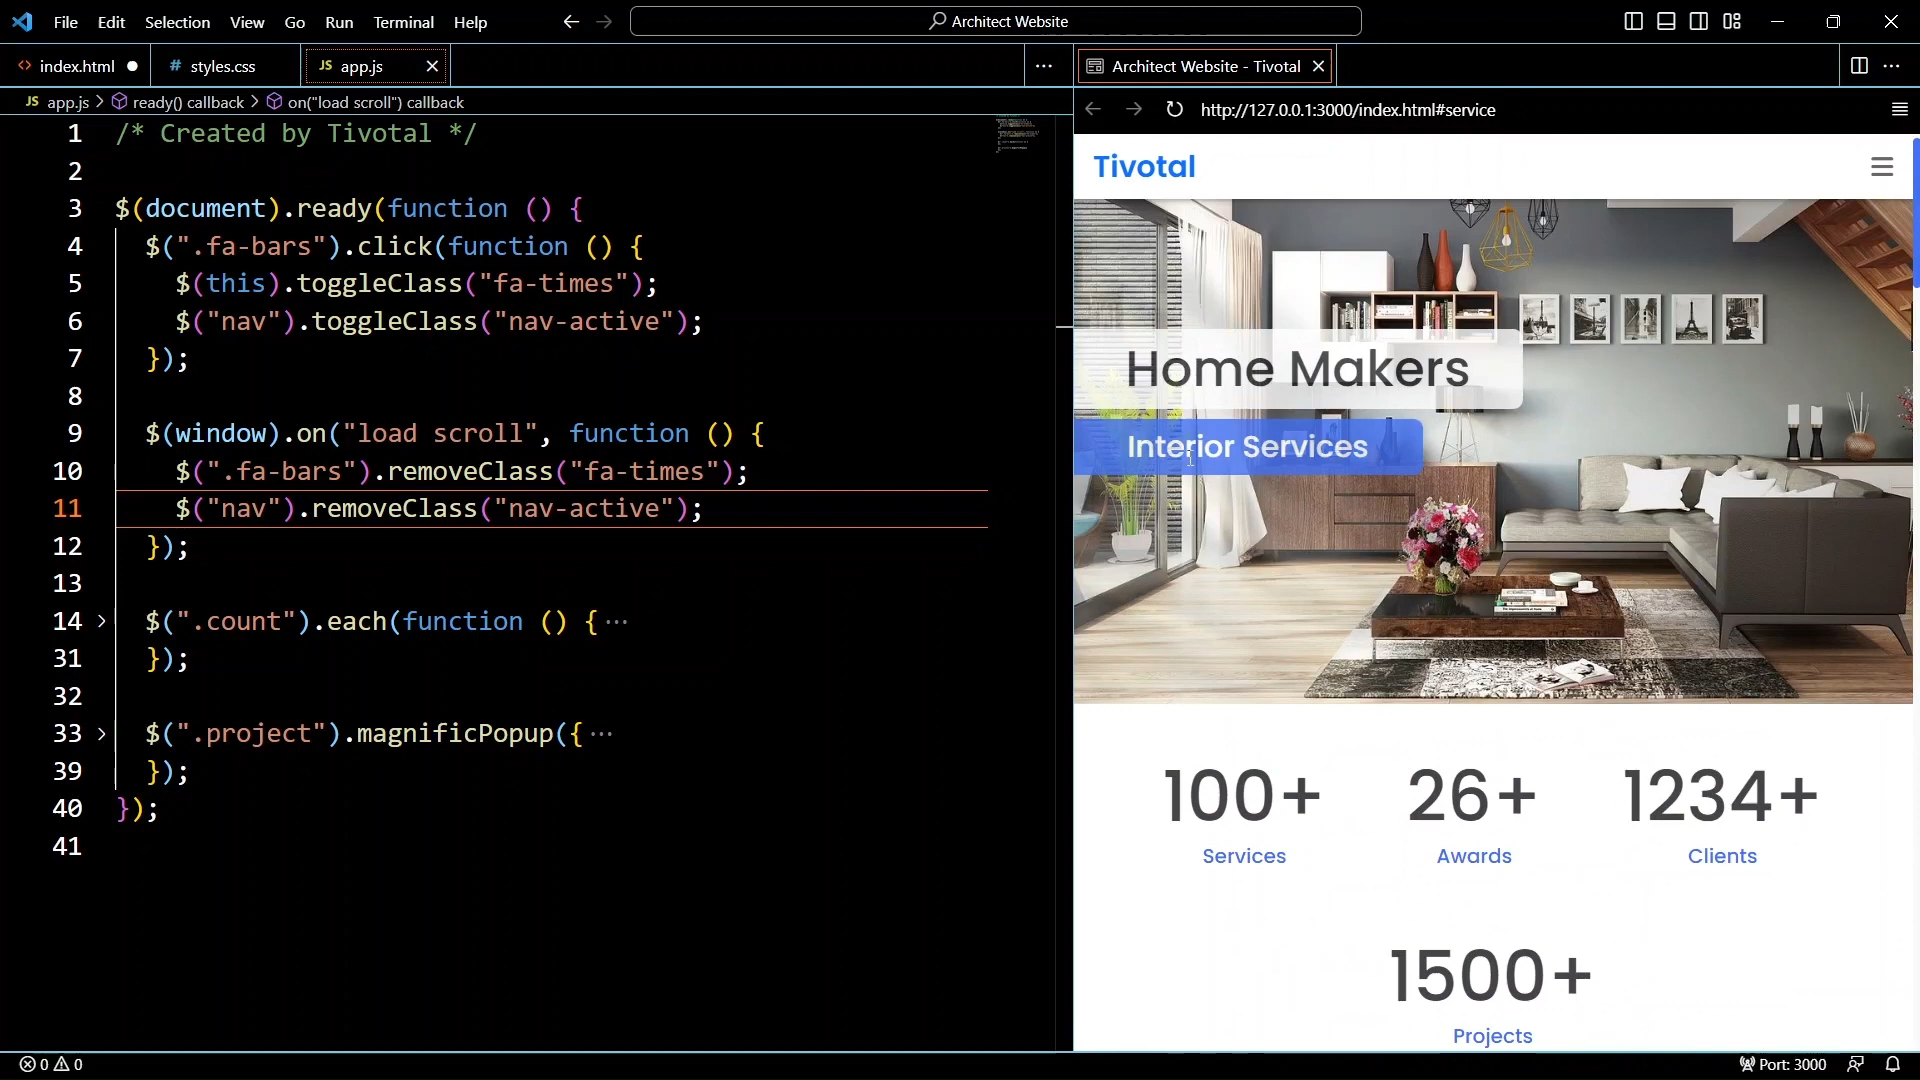 File Edit Selection View Go Run Terminal Help
Architect Website
index.html
# styles.css
JS app.js
Architect Website - Tivotal
JS app.js > ready() callback > on("load scroll") callback
http://127.0.0.1:3000/index.html#service
1 /* Created by Tivotal */
2
3 $(document).ready(function () {
4 $(".fa-bars").click(function () {
5 $(this).toggleClass("fa-times");
6 $("nav").toggleClass("nav-active");
7 });
8
9 $(window).on("load scroll", function () {
10 $(".fa-bars").removeClass("fa-times");
11 $("nav").removeClass("nav-active");
12 });
13
14 $(".count").each(function () {···
31 });
32
33 $(".project").magnificPopup({···
39 });
40 });
41
Tivotal
Home Makers
Interior Services
100+ 26+ 1234+
Services Awards Clients
1500+
Projects
0 0
Port: 3000